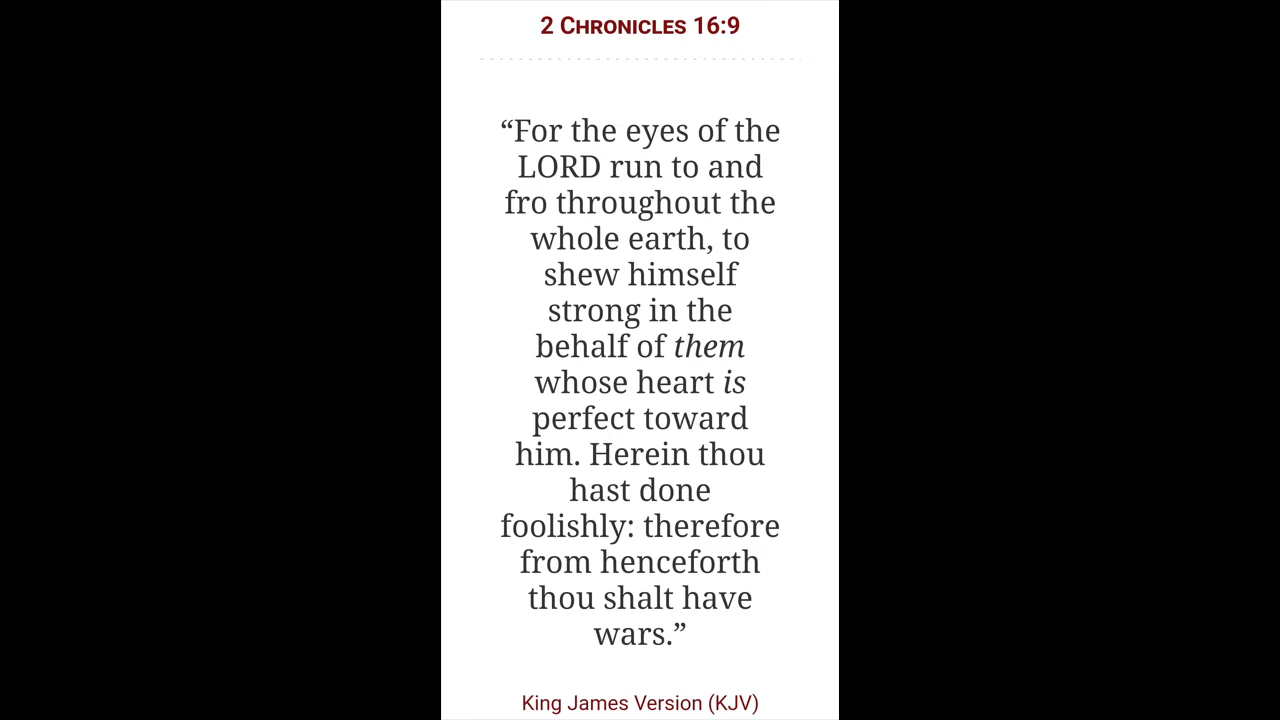 2 Chronicles 16:9
“For the eyes of the
LORD run to and
fro throughout the
whole earth, to
shew himself
strong in the
behalf of them
whose heart is
perfect toward
him. Herein thou
hast done
foolishly: therefore
from henceforth
thou shalt have
wars.”
King James Version (KJV)